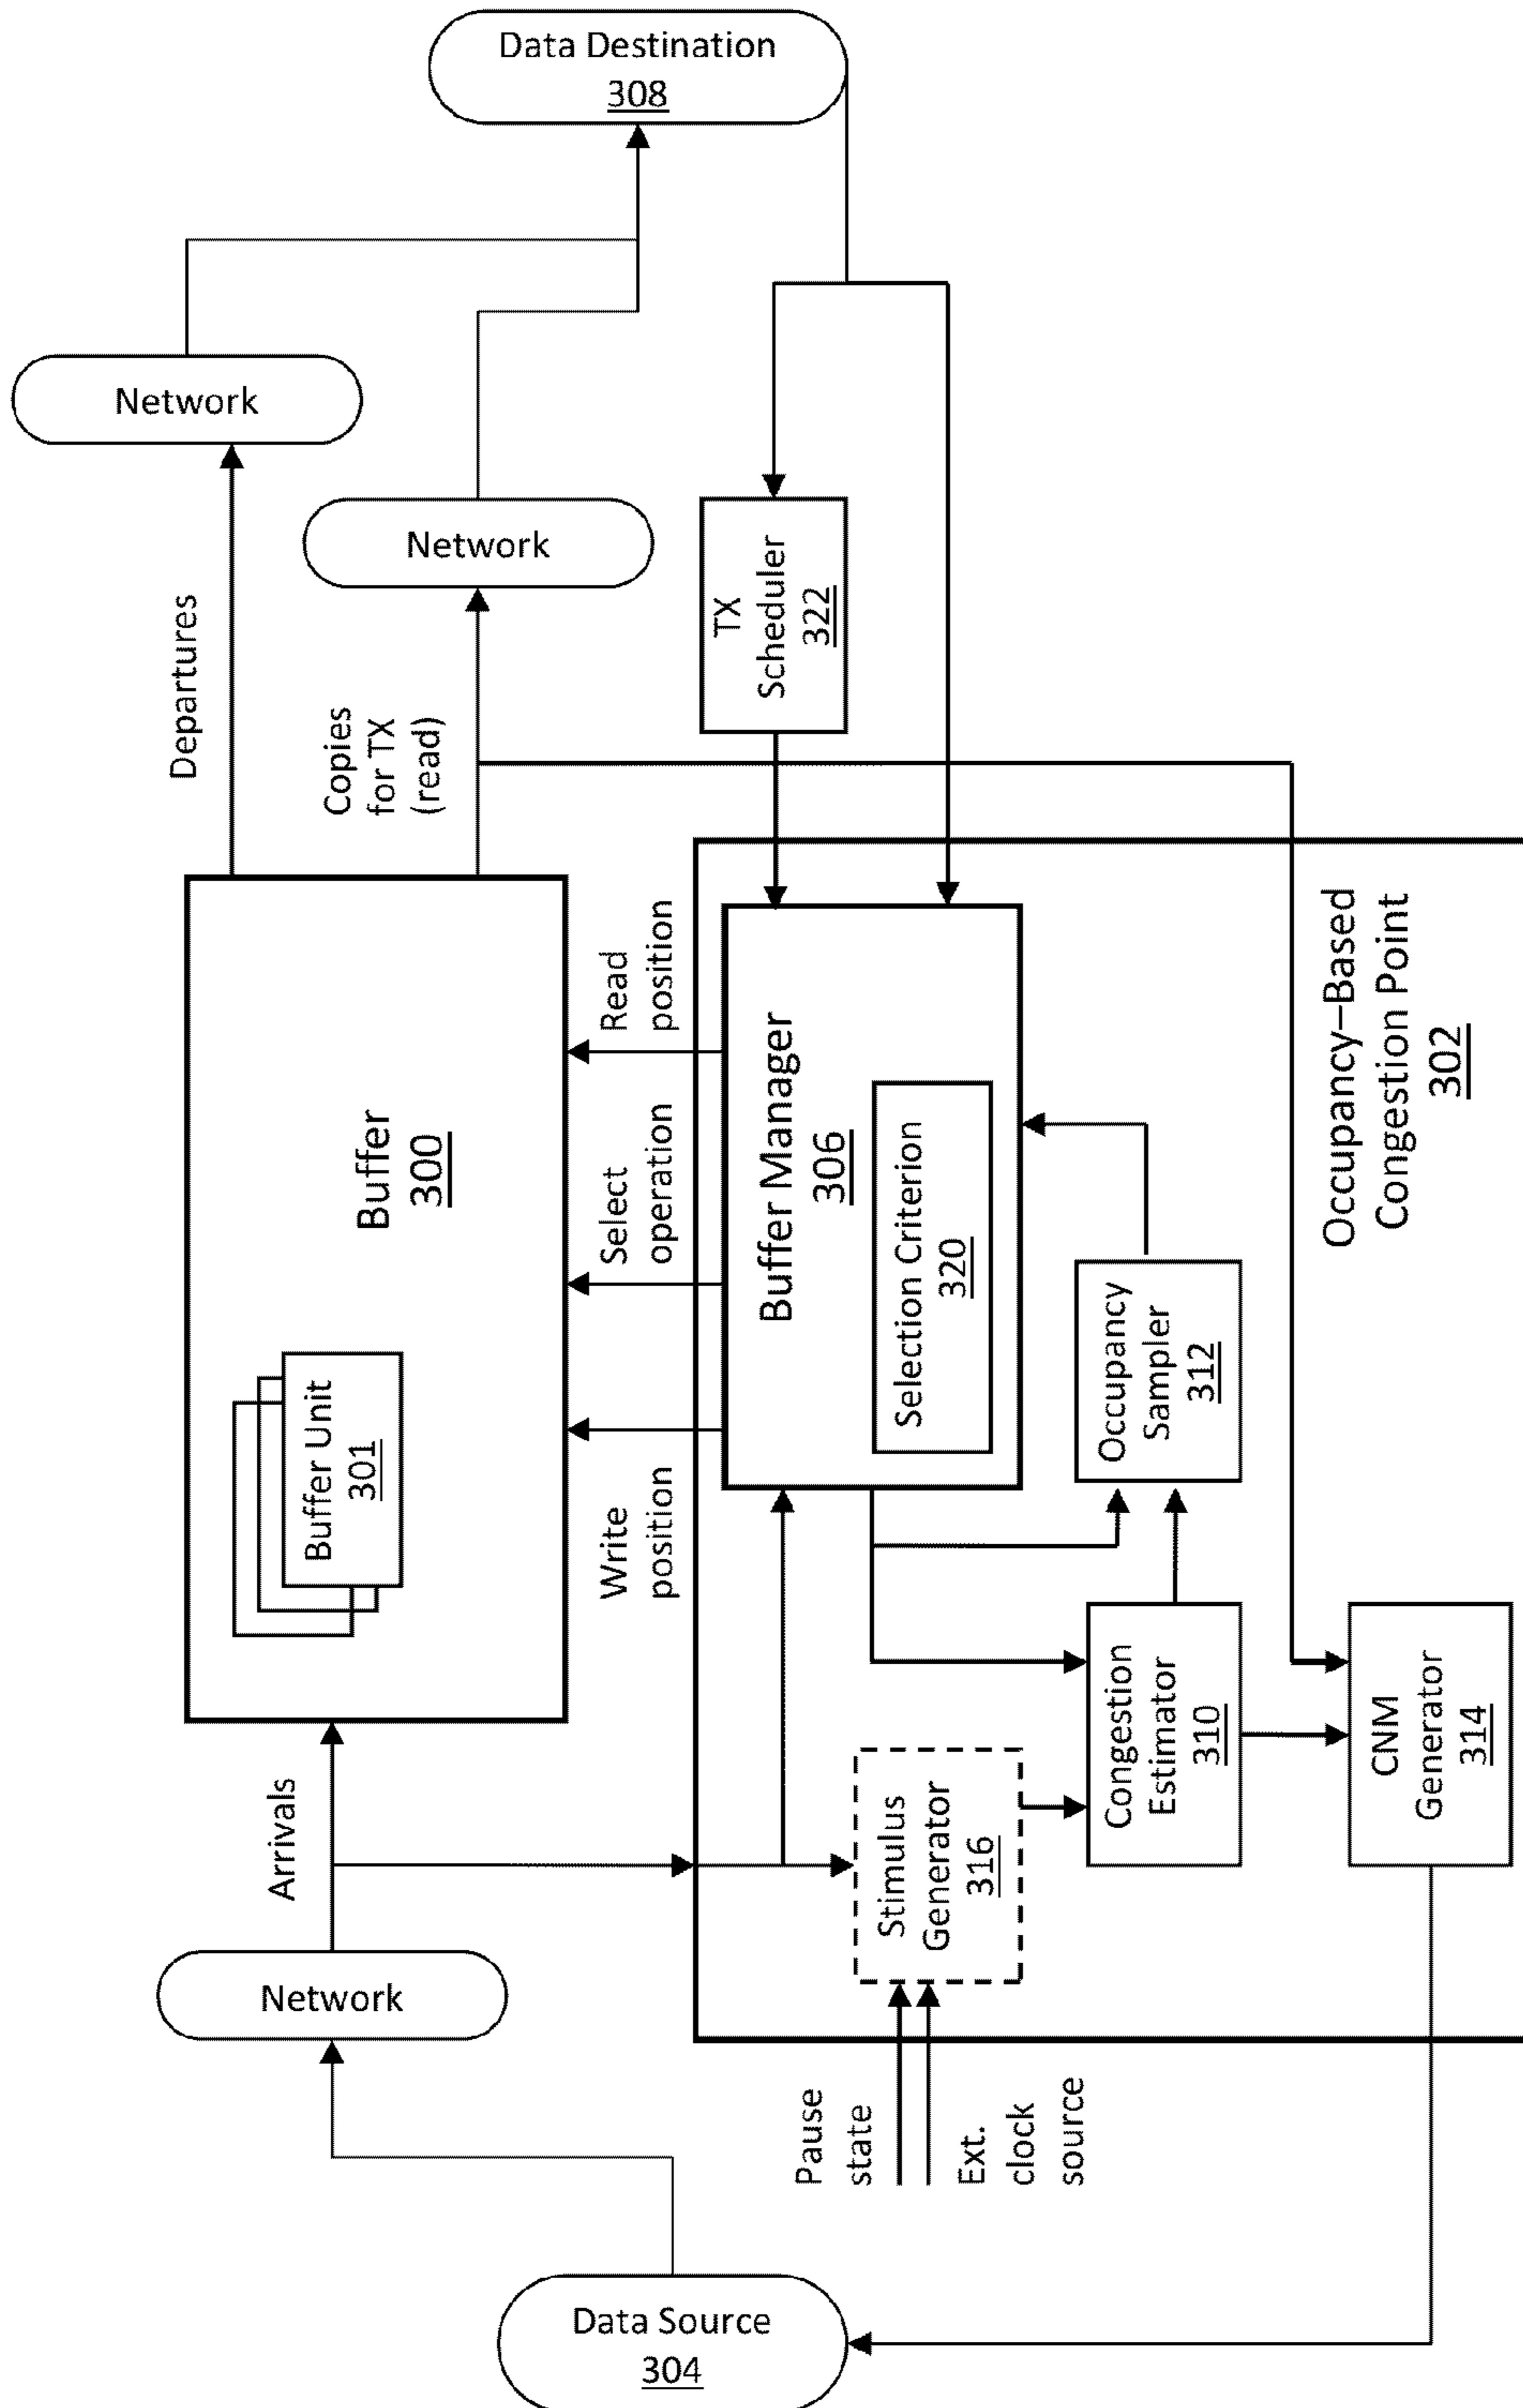 Data Destination
308
Network
Network
Departures
Copies
for TX
(read)
TX
Scheduler
322
Buffer
300
Buffer Unit
301
Read
position
Select
operation
Write
position
Buffer Manager
306
Selection Criterion
320
Occupancy
Sampler
312
Occupancy–Based
Congestion Point
302
Arrivals
Network
Stimulus
Generator
316
Congestion
Estimator
310
CNM
Generator
314
Pause
state
Ext.
clock
source
Data Source
304